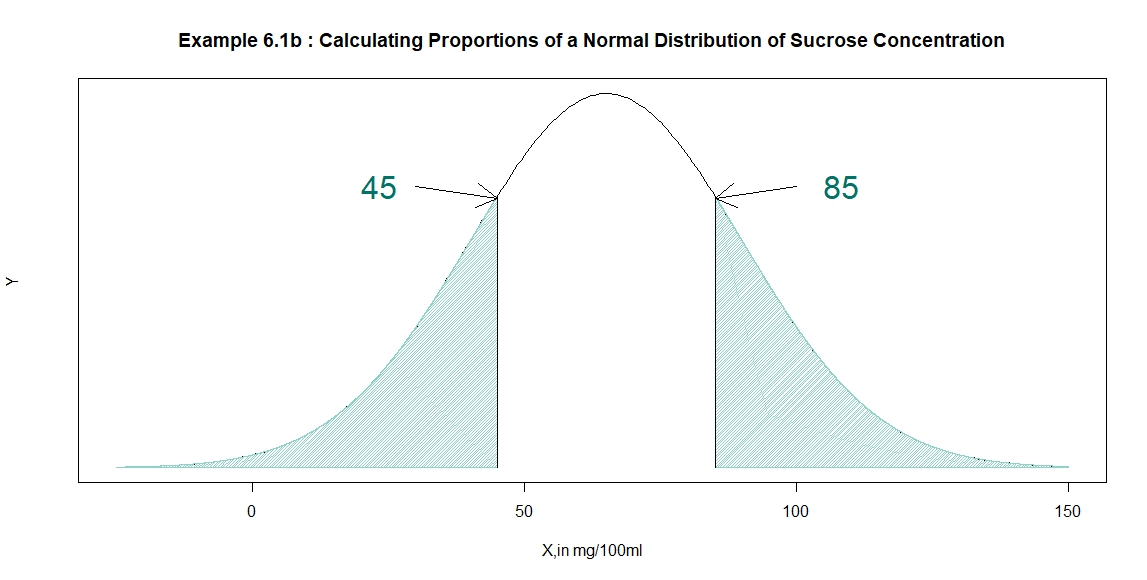 Example 6.1b : Calculating Proportions of a Normal Distribution of Sucrose Concentration
45
85
Y
0 50 100 150
X,in mg/100ml